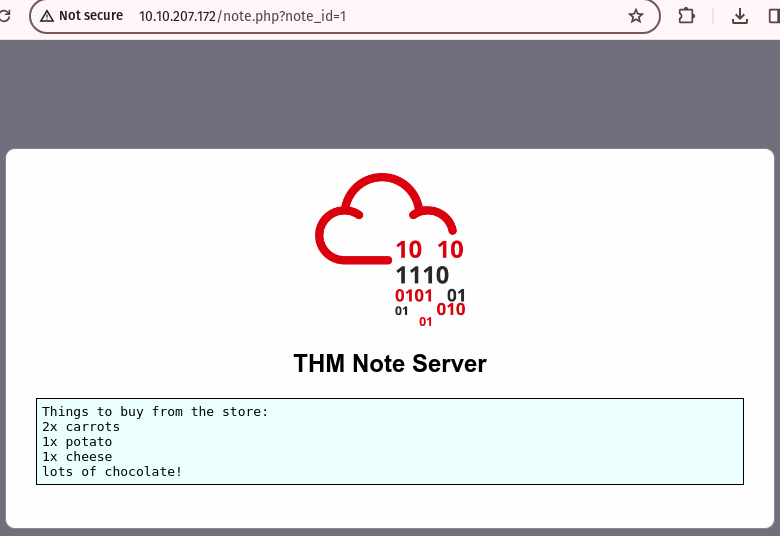 Not secure 10.10.207.172/note.php?note_id=1
10 10
1110
0101 01
01 010
01
THM Note Server
Things to buy from the store:
2x carrots
1x potato
1x cheese
lots of chocolate!